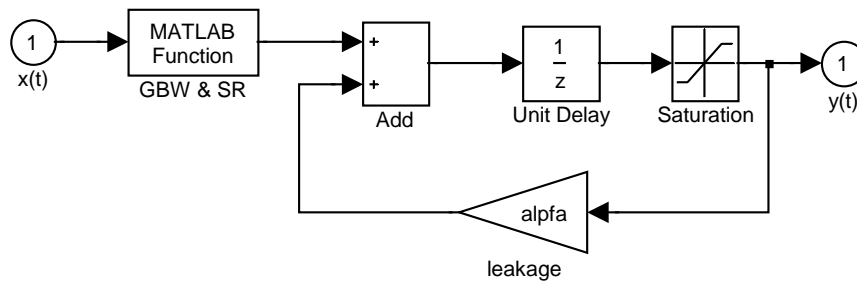 1
x(t)
MATLAB
Function
GBW & SR
+
+
Add
1
z
Unit Delay
Saturation
1
y(t)
alpfa
leakage